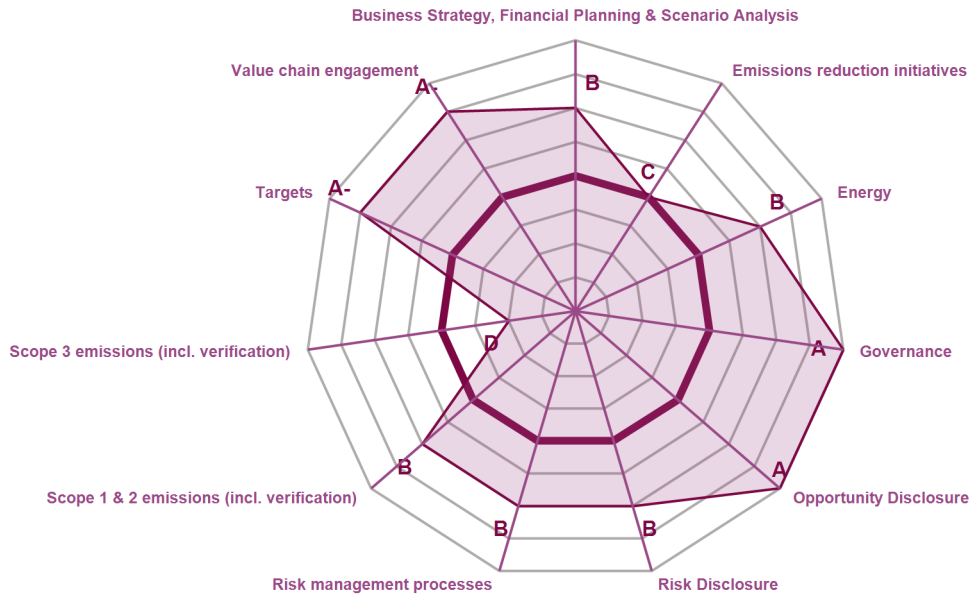 Business Strategy, Financial Planning & Scenario Analysis
Value chain engagement
Emissions reduction initiatives
A-
B
C
Targets
A-
B
Energy
Scope 3 emissions (incl. verification)
D
A
Governance
B
A
Scope 1 & 2 emissions (incl. verification)
Opportunity Disclosure
B
B
Risk management processes
Risk Disclosure